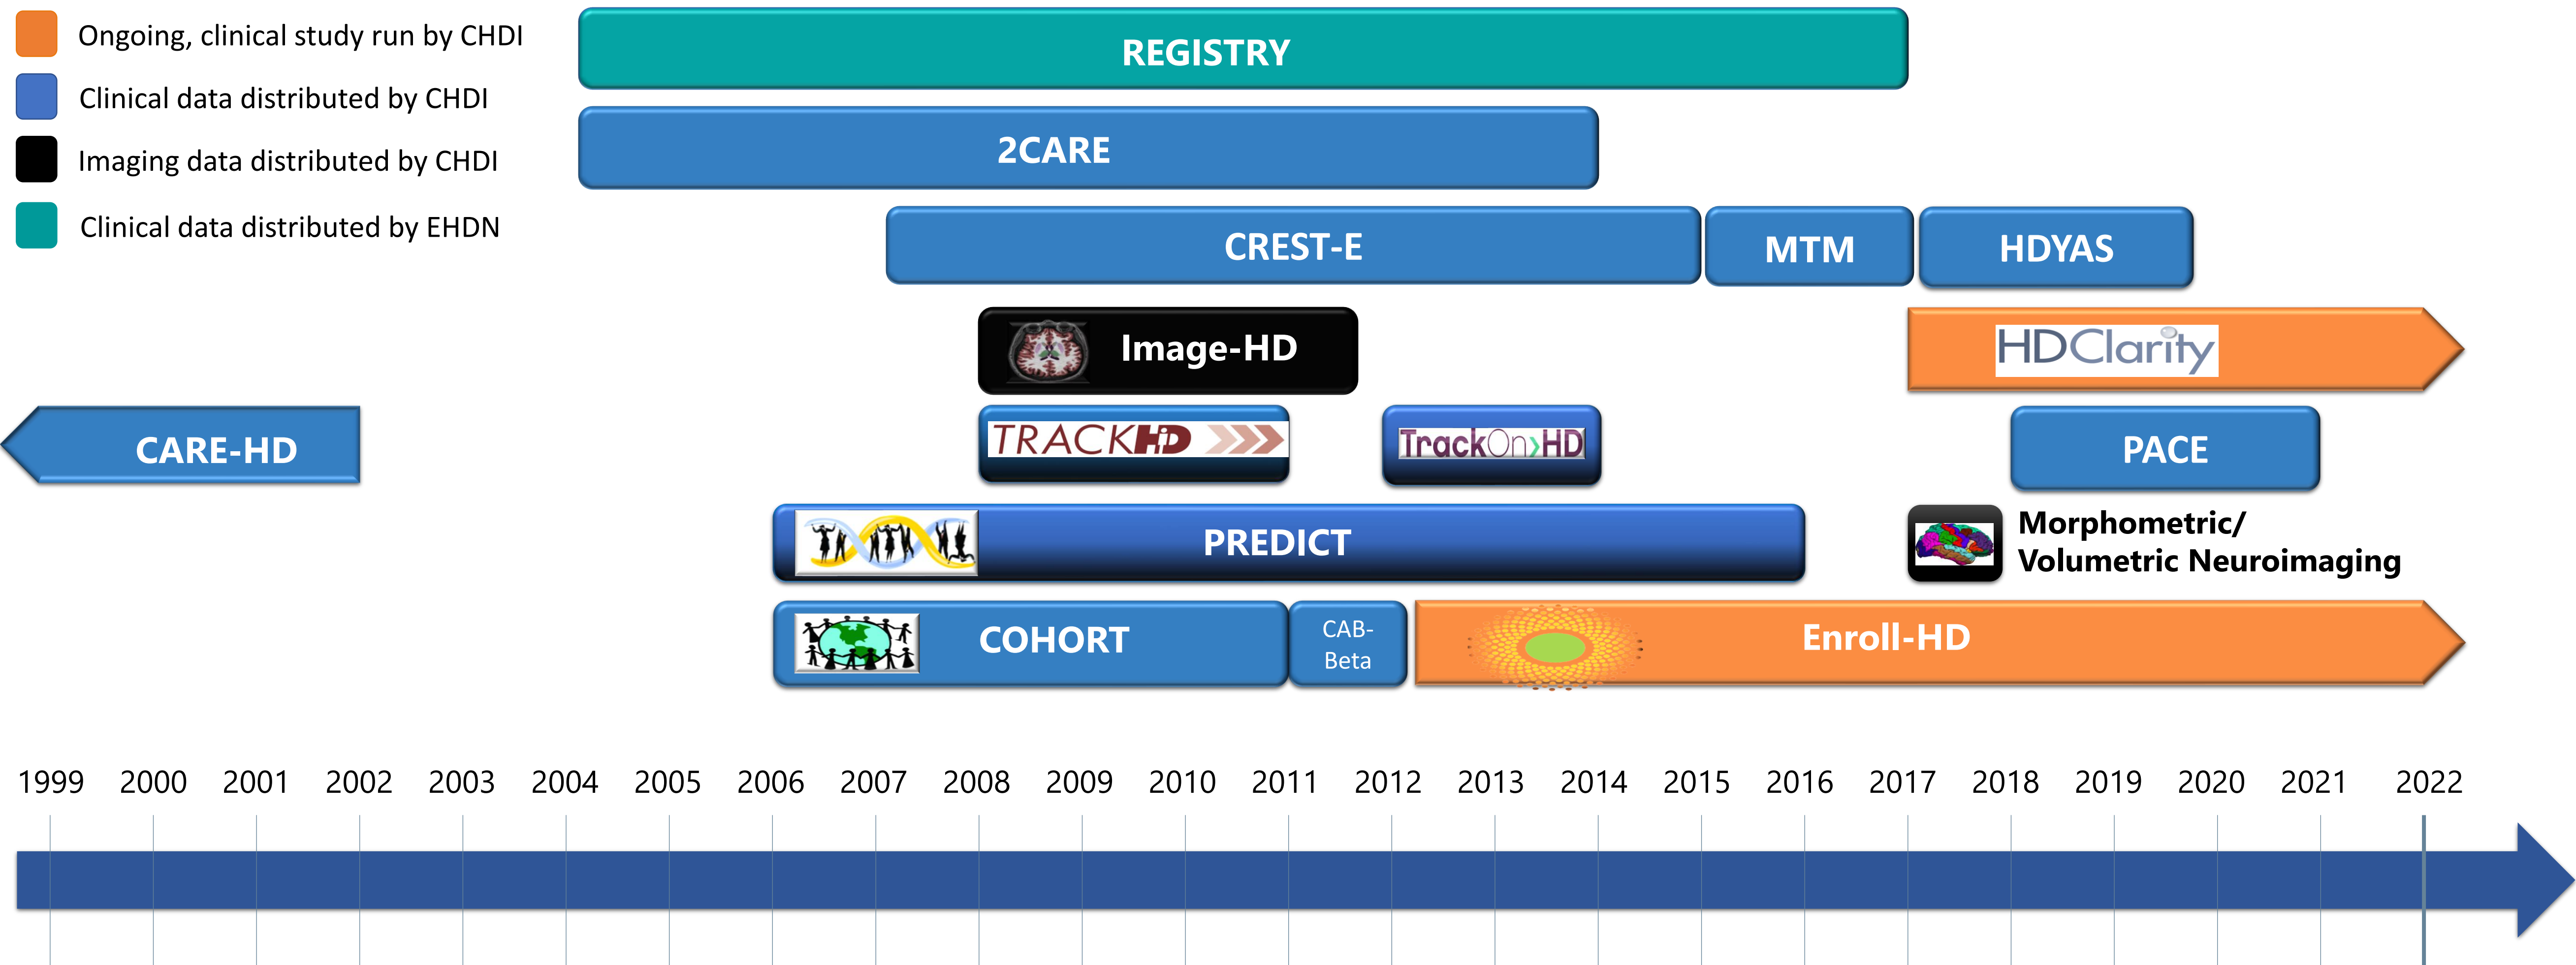 Ongoing, clinical study run by CHDI
Clinical data distributed by CHDI
Imaging data distributed by CHDI
Clinical data distributed by EHDN
REGISTRY
2CARE
CREST-E
MTM
HDYAS
Image-HD
HDClarity
CARE-HD
TRACKHD
TrackOn>HD
PACE
PREDICT
Morphometric/
Volumetric Neuroimaging
COHORT
CAB-
Beta
Enroll-HD
1999 2000 2001 2002 2003 2004 2005 2006 2007 2008 2009 2010 2011 2012 2013 2014 2015 2016 2017 2018 2019 2020 2021 2022